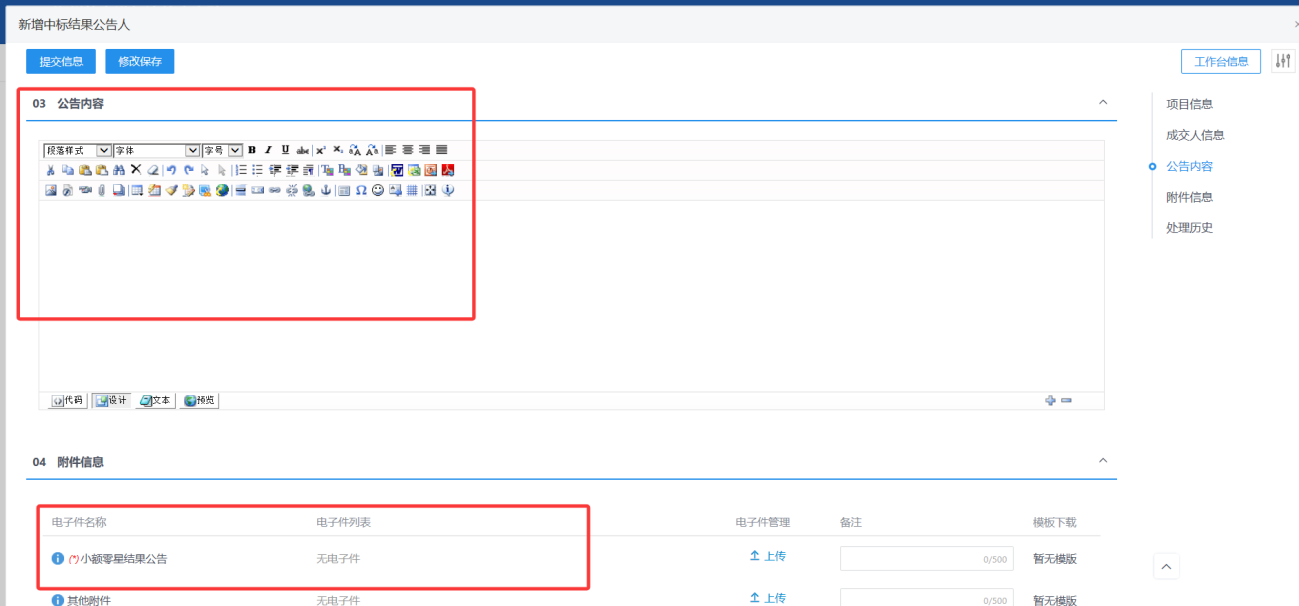 新增中标结果公告人
提交信息 修改保存 工作台信息
03 公告内容
项目信息
成交人信息
公告内容
附件信息
处理历史
段落样式 字体 字号 B I U abc
代码 设计 文本 预览
04 附件信息
电子件名称 电子件列表 电子件管理 备注 模板下载
(*)小额零星结果公告 无电子件 上传 0/500 暂无模版
其他附件 无电子件 上传 0/500 暂无模版